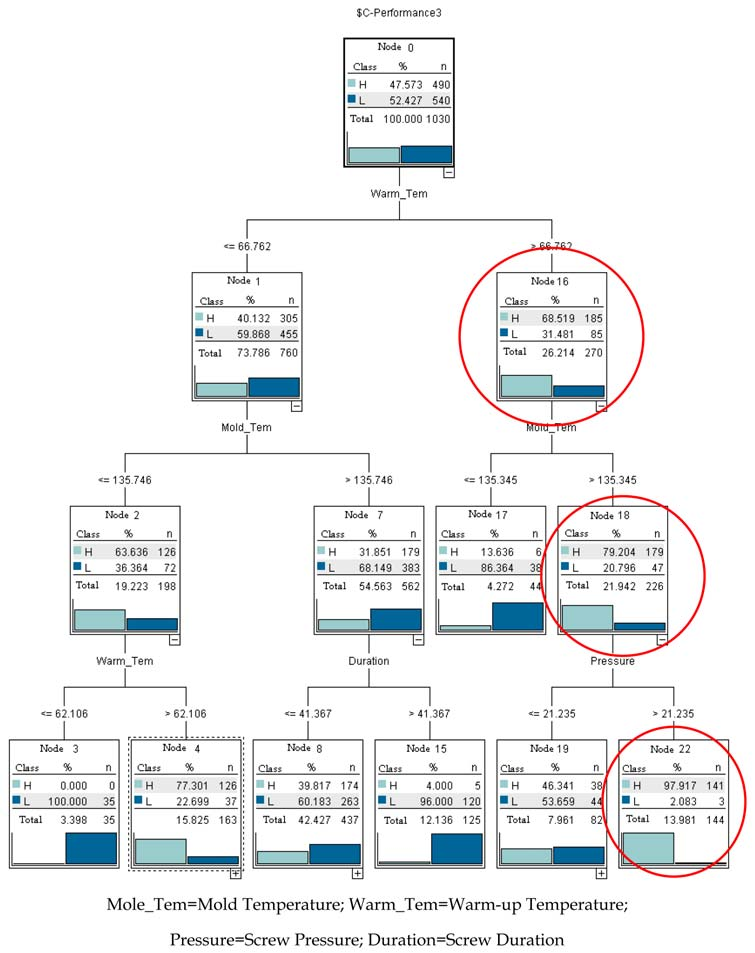 $C-Performance3
Node 0
Class % n
H 47.573 490
L 52.427 540
Total 100.000 1030
Warm_Tem
<= 66.762
> 66.762
Node 1
Class % n
H 40.132 305
L 59.868 455
Total 73.786 760
Node 16
Class % n
H 68.519 185
L 31.481 85
Total 26.214 270
Mold_Tem
Mold_Tem
<= 135.746
> 135.746
<= 135.345
> 135.345
Node 2
Class % n
H 63.636 126
L 36.364 72
Total 19.223 198
Node 7
Class % n
H 31.851 179
L 68.149 383
Total 54.563 562
Node 17
Class % n
H 13.636 6
L 86.364 38
Total 4.272 44
Node 18
Class % n
H 79.204 179
L 20.796 47
Total 21.942 226
Warm_Tem
Duration
Pressure
<= 62.106
> 62.106
<= 41.367
> 41.367
<= 21.235
> 21.235
Node 3
Class % n
H 0.000 0
L 100.000 35
Total 3.398 35
Node 4
Class % n
H 77.301 126
L 22.699 37
Total 15.825 163
Node 8
Class % n
H 39.817 174
L 60.183 263
Total 42.427 437
Node 15
Class % n
H 4.000 5
L 96.000 120
Total 12.136 125
Node 19
Class % n
H 46.341 38
L 53.659 44
Total 7.961 82
Node 22
Class % n
H 97.917 141
L 2.083 3
Total 13.981 144
Mole_Tem=Mold Temperature; Warm_Tem=Warm-up Temperature;
Pressure=Screw Pressure; Duration=Screw Duration